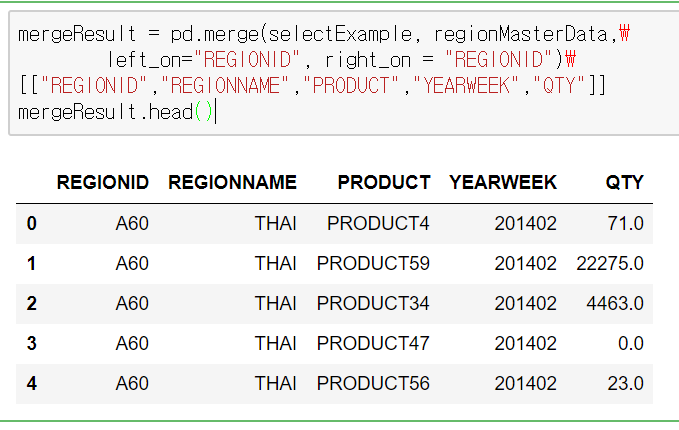 mergeResult = pd.merge(selectExample, regionMasterData,₩
left_on="REGIONID", right_on = "REGIONID")₩
[["REGIONID","REGIONNAME","PRODUCT","YEARWEEK","QTY"]]
mergeResult.head()
REGIONID REGIONNAME PRODUCT YEARWEEK QTY
0 A60 THAI PRODUCT4 201402 71.0
1 A60 THAI PRODUCT59 201402 22275.0
2 A60 THAI PRODUCT34 201402 4463.0
3 A60 THAI PRODUCT47 201402 0.0
4 A60 THAI PRODUCT56 201402 23.0